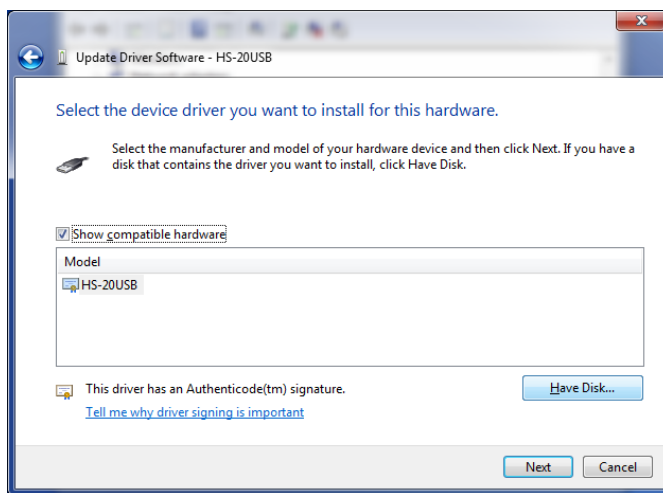 Update Driver Software - HS-20USB
Select the device driver you want to install for this hardware.
Select the manufacturer and model of your hardware device and then click Next. If you have a
disk that contains the driver you want to install, click Have Disk.
Show compatible hardware
Model
HS-20USB
This driver has an Authenticode(tm) signature.
Have Disk...
Tell me why driver signing is important
Next
Cancel